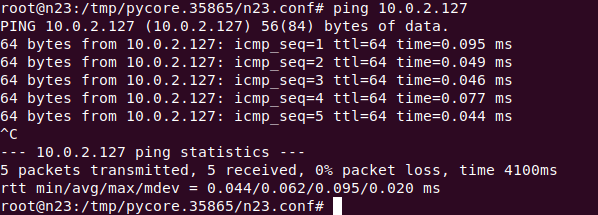 root@n23:/tmp/pycore.35865/n23.conf# ping 10.0.2.127
PING 10.0.2.127 (10.0.2.127) 56(84) bytes of data.
64 bytes from 10.0.2.127: icmp_seq=1 ttl=64 time=0.095 ms
64 bytes from 10.0.2.127: icmp_seq=2 ttl=64 time=0.049 ms
64 bytes from 10.0.2.127: icmp_seq=3 ttl=64 time=0.046 ms
64 bytes from 10.0.2.127: icmp_seq=4 ttl=64 time=0.077 ms
64 bytes from 10.0.2.127: icmp_seq=5 ttl=64 time=0.044 ms
^C
--- 10.0.2.127 ping statistics ---
5 packets transmitted, 5 received, 0% packet loss, time 4100ms
rtt min/avg/max/mdev = 0.044/0.062/0.095/0.020 ms
root@n23:/tmp/pycore.35865/n23.conf#